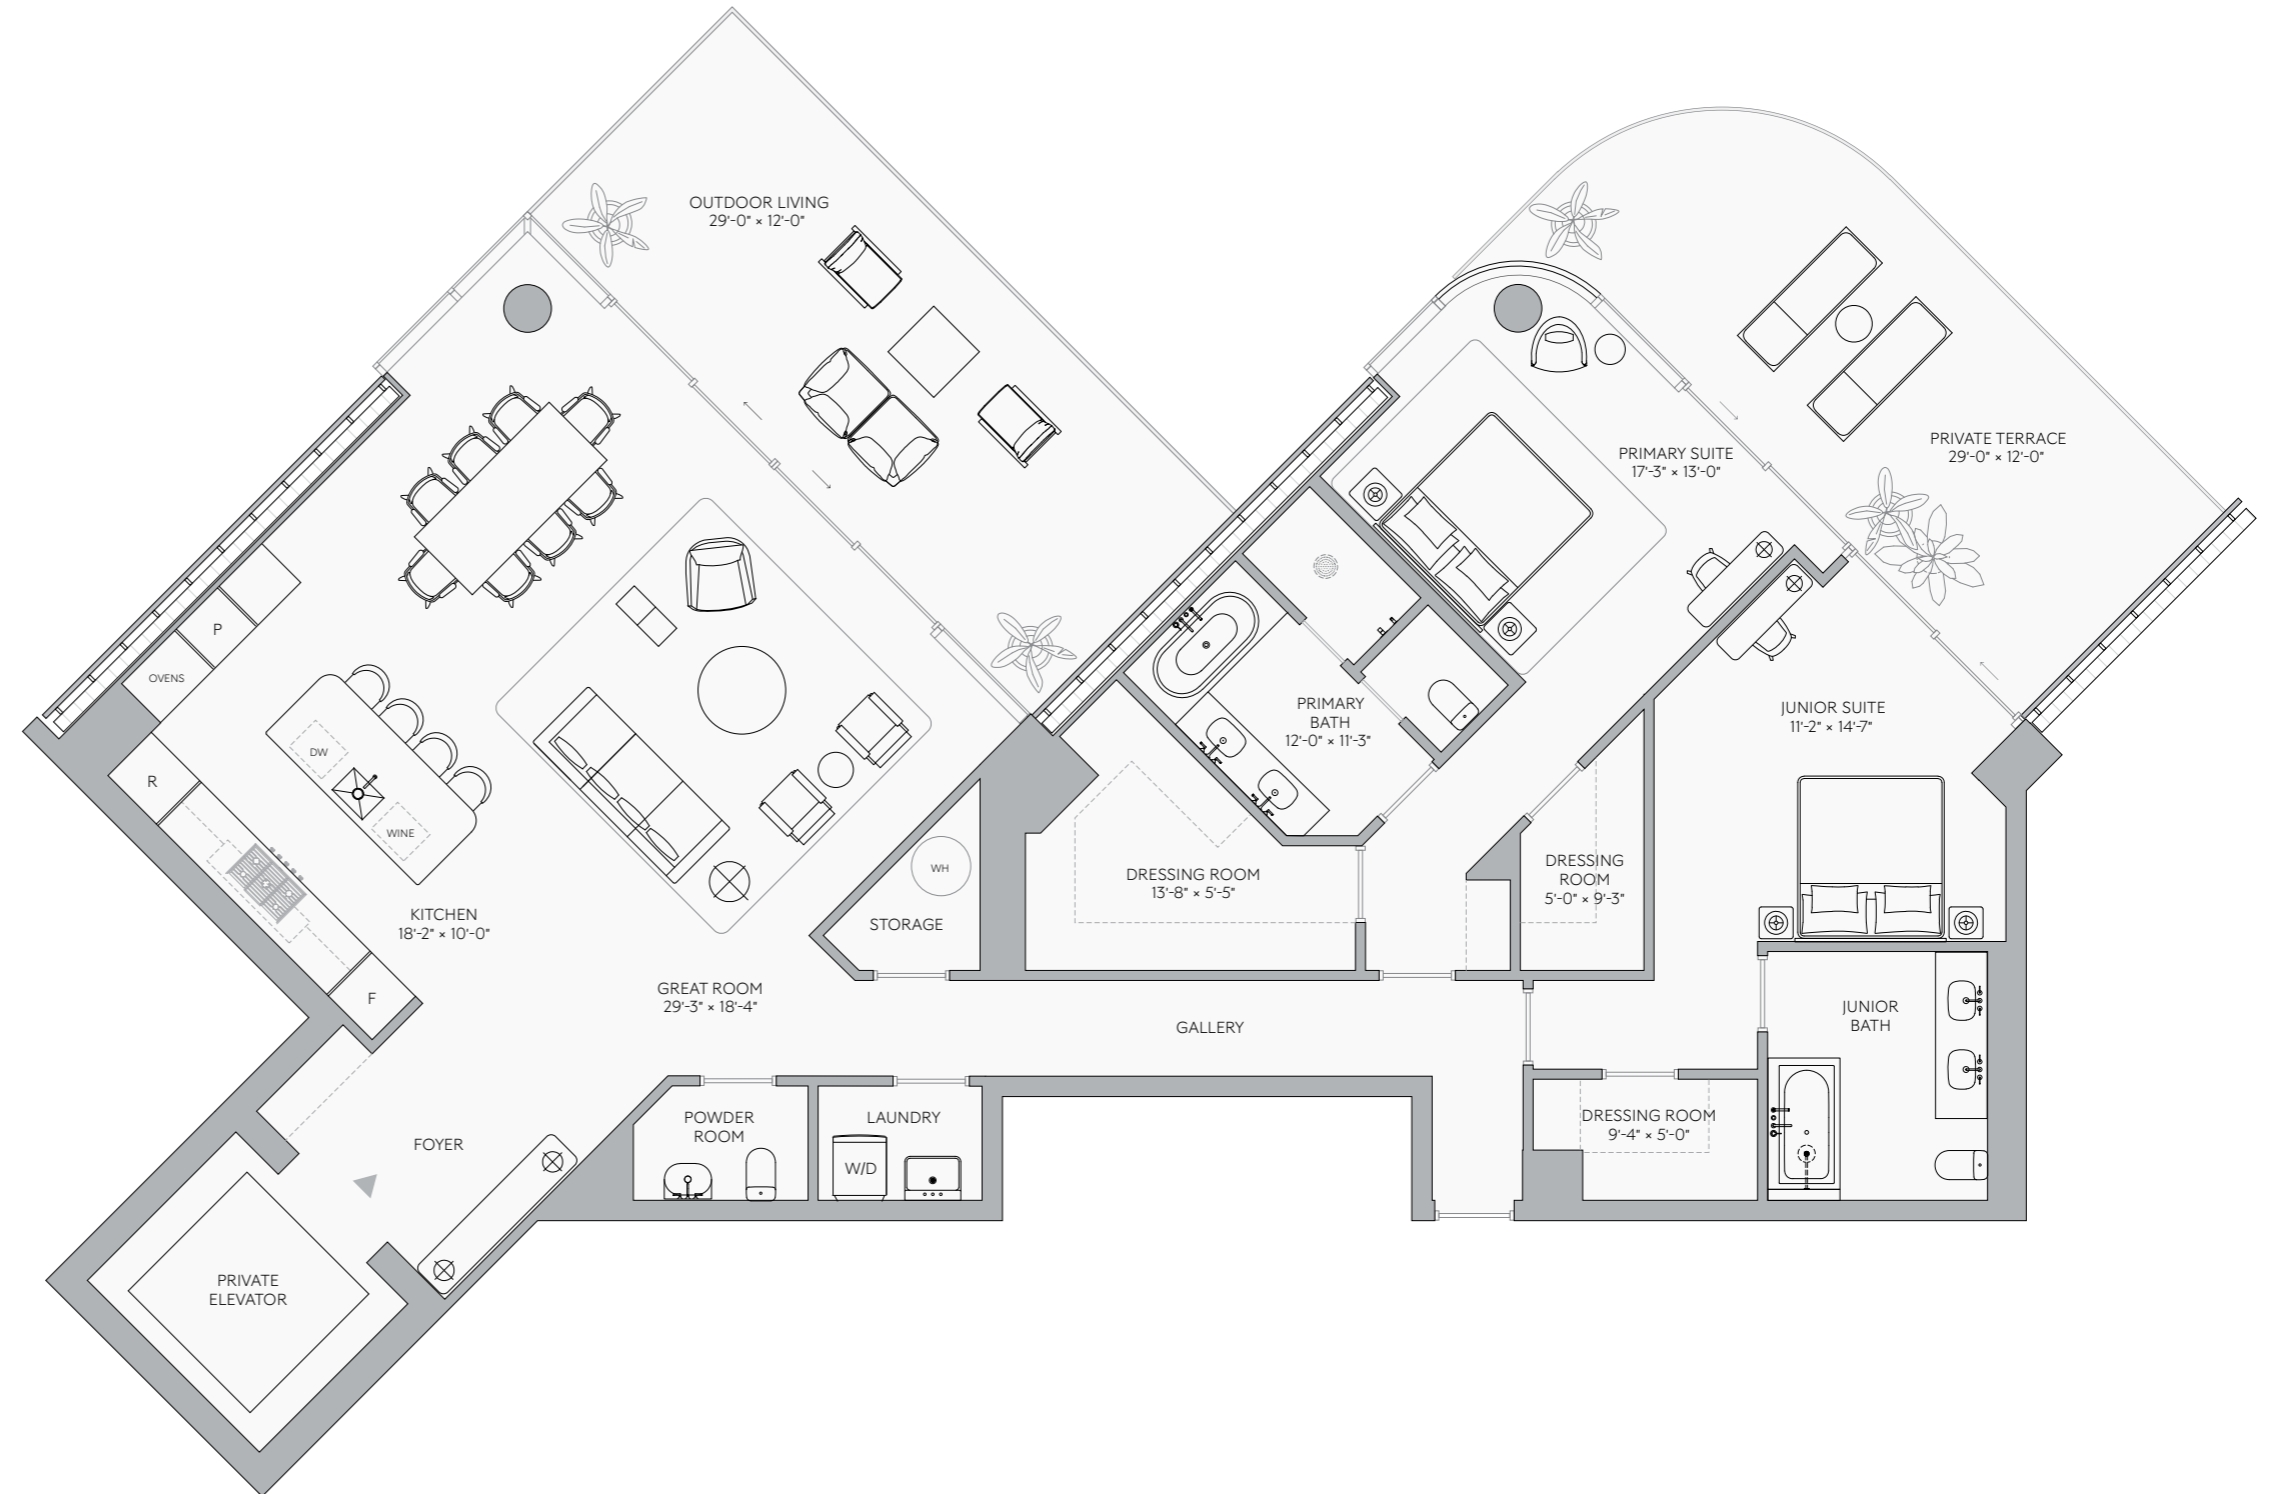 OUTDOOR LIVING
29'-0" × 12'-0"
PRIVATE TERRACE
29'-0" × 12'-0"
PRIMARY SUITE
17'-3" × 13'-0"
P
OVENS
DW
R
WINE
PRIMARY
BATH
12'-0" × 11'-3"
JUNIOR SUITE
11'-2" × 14'-7"
KITCHEN
18'-2" × 10'-0"
F
WH
STORAGE
DRESSING ROOM
13'-8" × 5'-5"
DRESSING
ROOM
5'-0" × 9'-3"
GREAT ROOM
29'-3" × 18'-4"
GALLERY
JUNIOR
BATH
FOYER
POWDER
ROOM
LAUNDRY
W/D
DRESSING ROOM
9'-4" × 5'-0"
PRIVATE
ELEVATOR